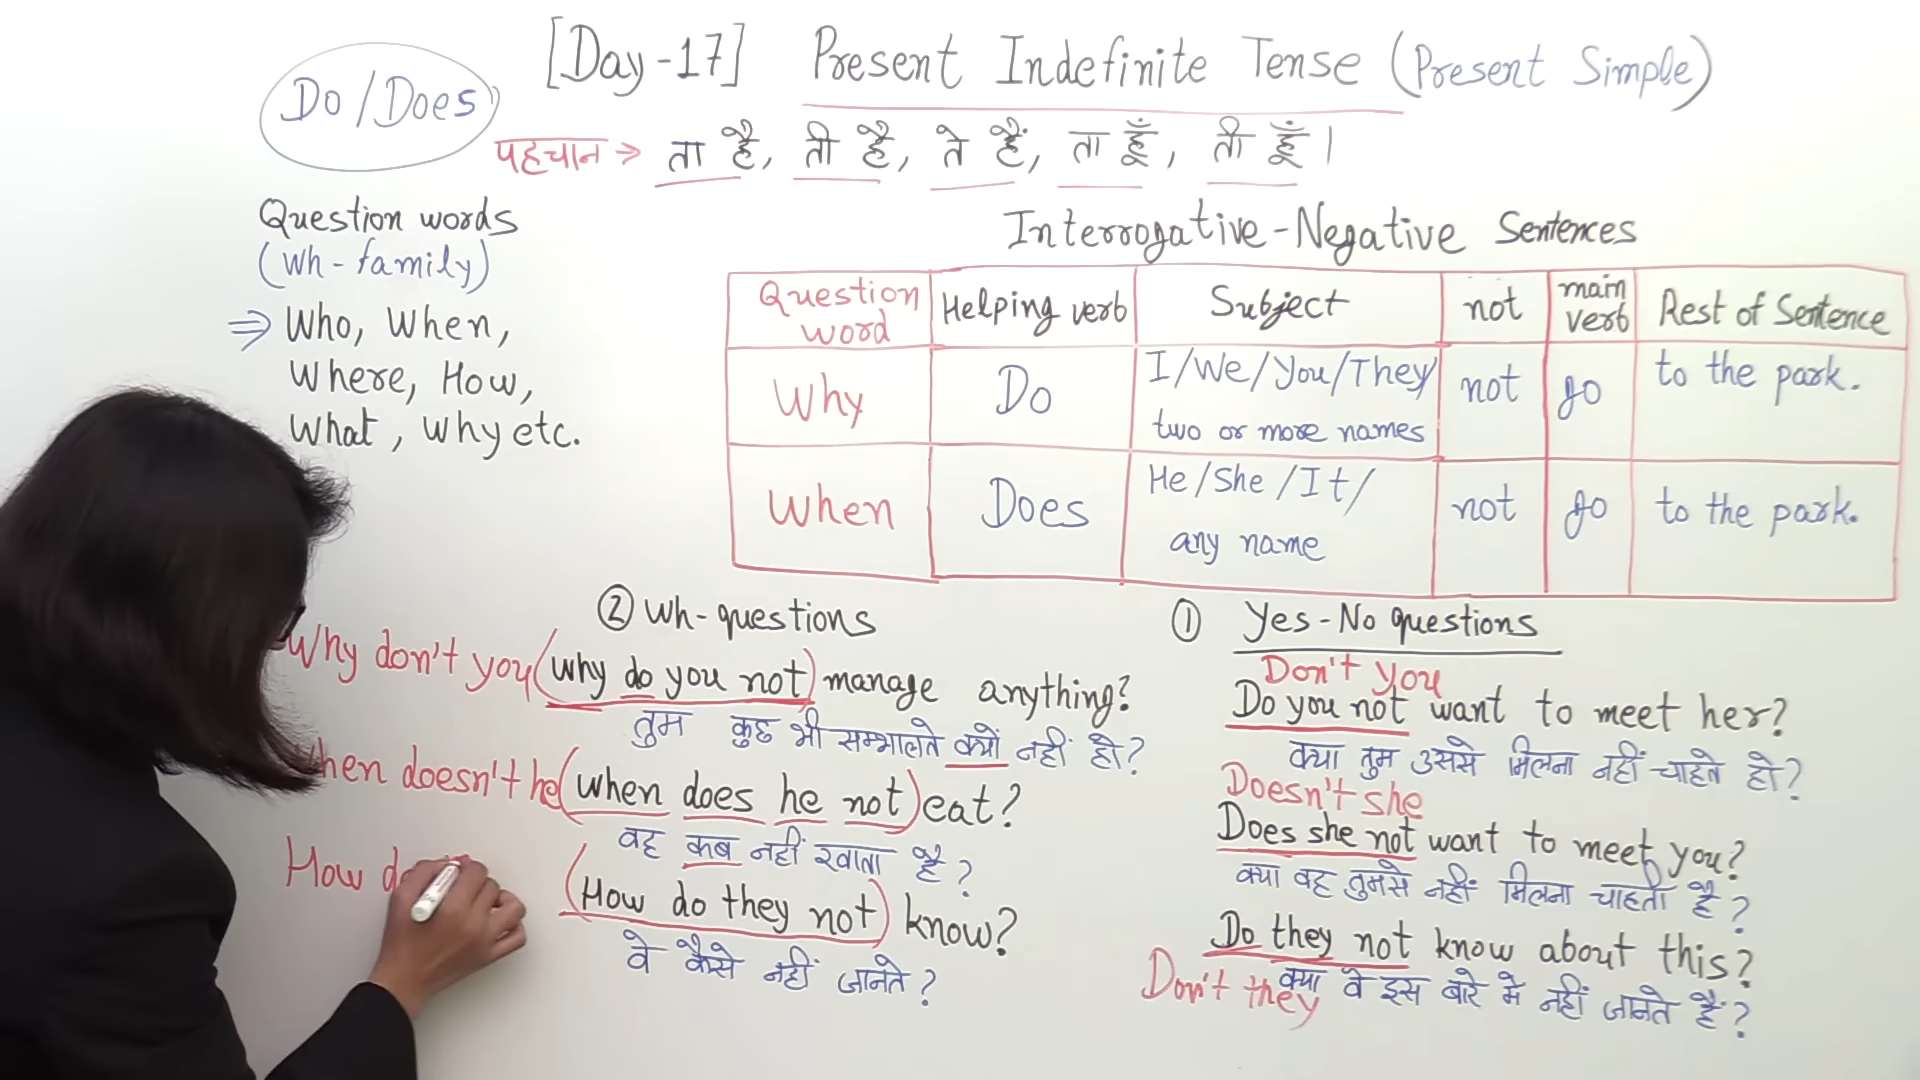 [Day-17] Present Indefinite Tense (Present Simple)
Do/Does
पहचान → ता है, ती है, ते हैं, ता हूँ, ती हूँ।
Question words
(Wh-family)
⇒ Who, When,
Where, How,
What, Why etc.
Interrogative-Negative Sentences
Question word | Helping verb | Subject | not | main verb | Rest of Sentence
Why | Do | I/We/You/They/ two or more names | not | go | to the park.
When | Does | He/She/It/ any name | not | go | to the park.
② Wh-questions
Why don't you (why do you not) manage anything?
तुम कुछ भी सम्भालते क्यों नहीं हो?
hen doesn't he (when does he not) eat?
वह कब नहीं खाता है?
How d (How do they not) know?
वे कैसे नहीं जानते?
① Yes-No questions
Don't you
Do you not want to meet her?
क्या तुम उससे मिलना नहीं चाहते हो?
Doesn't she
Does she not want to meet you?
क्या वह तुमसे नहीं मिलना चाहती है?
Do they not know about this?
Don't they
क्या वे इस बारे मे नहीं जानते हैं?